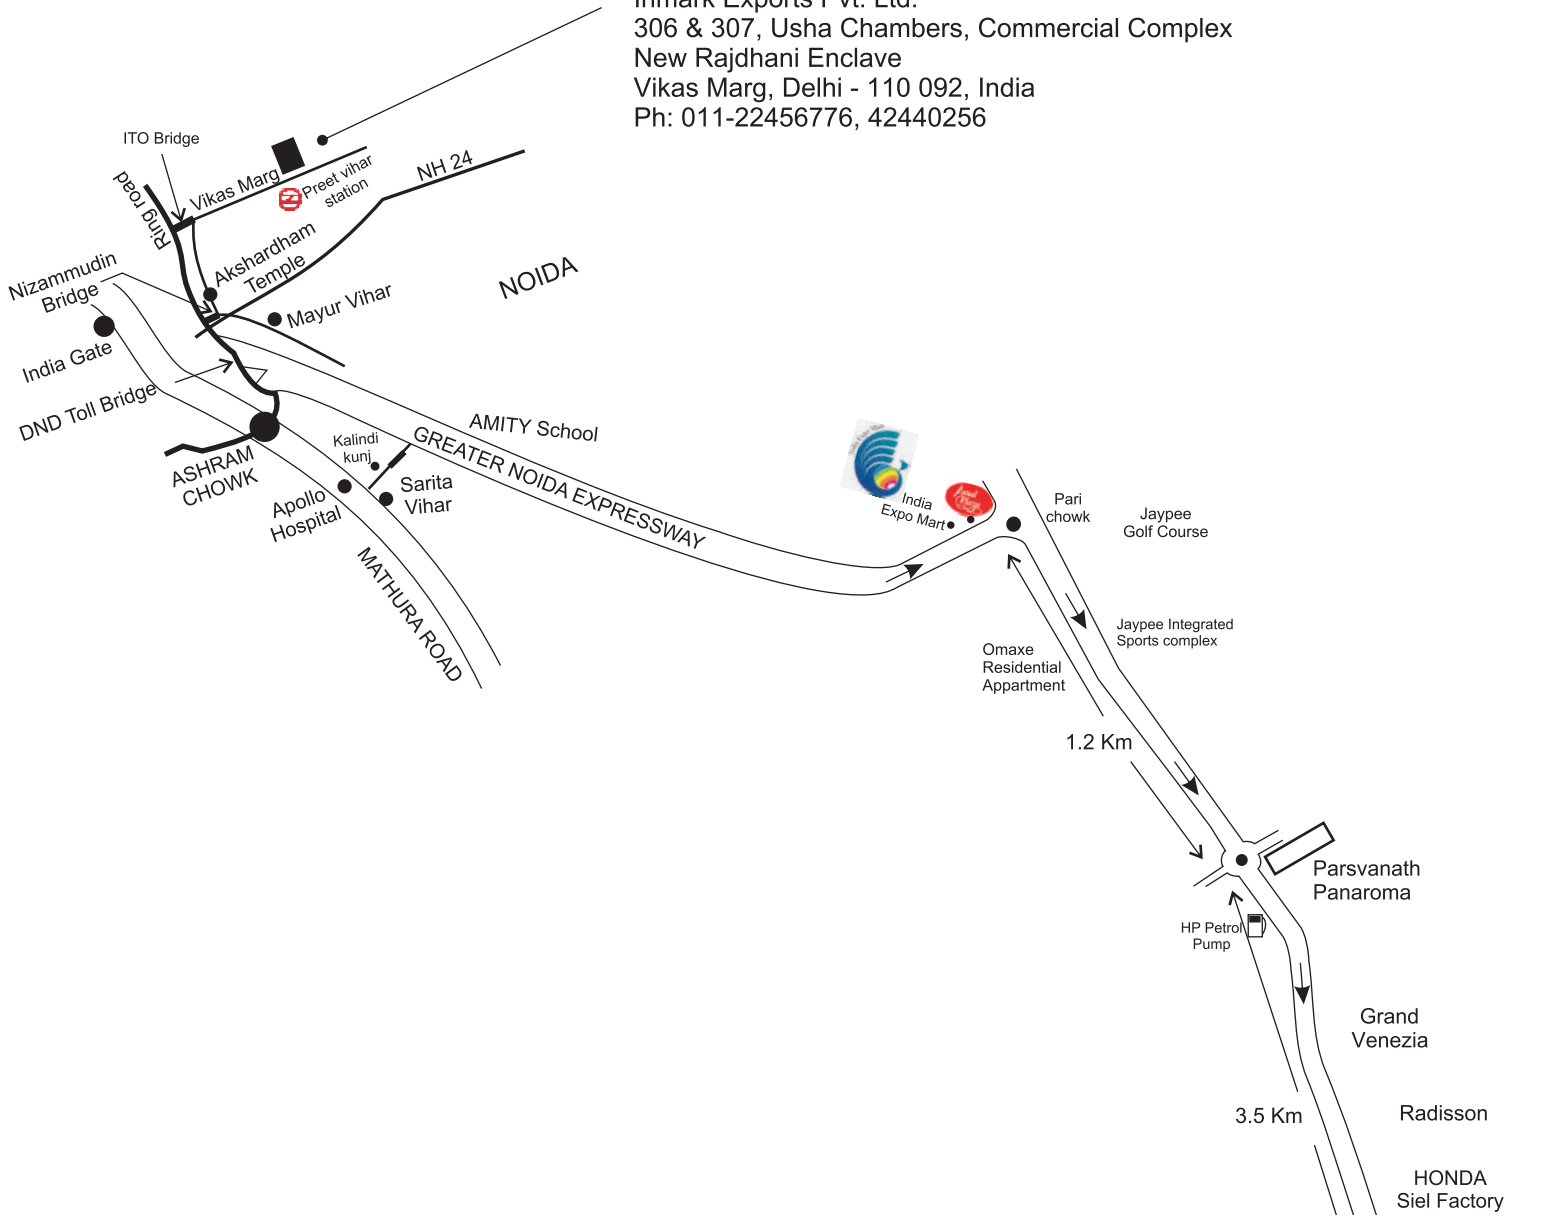 Inmark Exports Pvt. Ltd.
306 & 307, Usha Chambers, Commercial Complex
New Rajdhani Enclave
Vikas Marg, Delhi - 110 092, India
Ph: 011-22456776, 42440256
ITO Bridge
Ring road
Vikas Marg
Preet vihar
station
NH 24
Akshardham
Temple
Nizammudin
Bridge
NOIDA
Mayur Vihar
India Gate
DND Toll Bridge
AMITY School
GREATER NOIDA EXPRESSWAY
Kalindi
kunj
ASHRAM
CHOWK
Sarita
Vihar
Apollo
Hospital
MATHURA ROAD
India
Expo Mart
Pari
chowk
Jaypee
Golf Course
Jaypee Integrated
Sports complex
Omaxe
Residential
Appartment
1.2 Km
Parsvanath
Panaroma
HP Petrol
Pump
Grand
Venezia
3.5 Km
Radisson
HONDA
Siel Factory